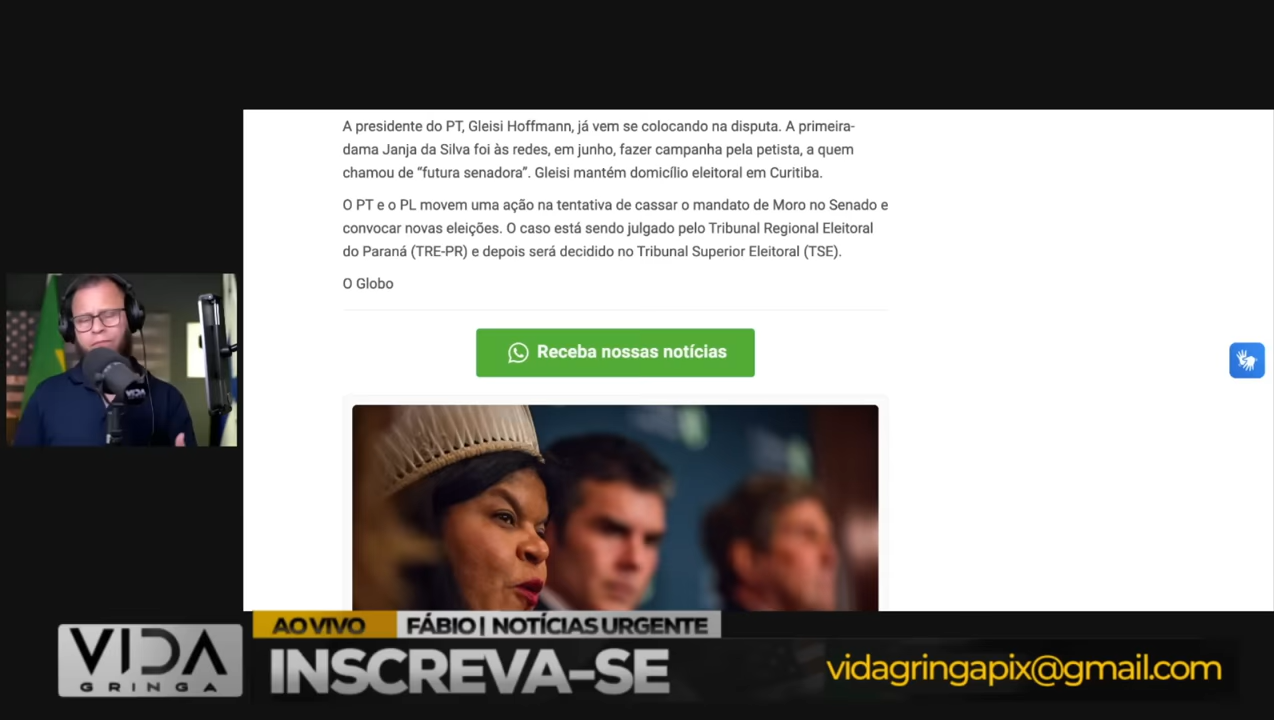 A presidente do PT, Gleisi Hoffmann, já vem se colocando na disputa. A primeira-
dama Janja da Silva foi às redes, em junho, fazer campanha pela petista, a quem
chamou de “futura senadora”. Gleisi mantém domicílio eleitoral em Curitiba.
O PT e o PL movem uma ação na tentativa de cassar o mandato de Moro no Senado e
convocar novas eleições. O caso está sendo julgado pelo Tribunal Regional Eleitoral
do Paraná (TRE-PR) e depois será decidido no Tribunal Superior Eleitoral (TSE).
O Globo
Receba nossas notícias
VIDA
AO VIVO
FÁBIO | NOTÍCIAS URGENTE
VIDA
GRINGA
INSCREVA-SE
vidagringapix@gmail.com